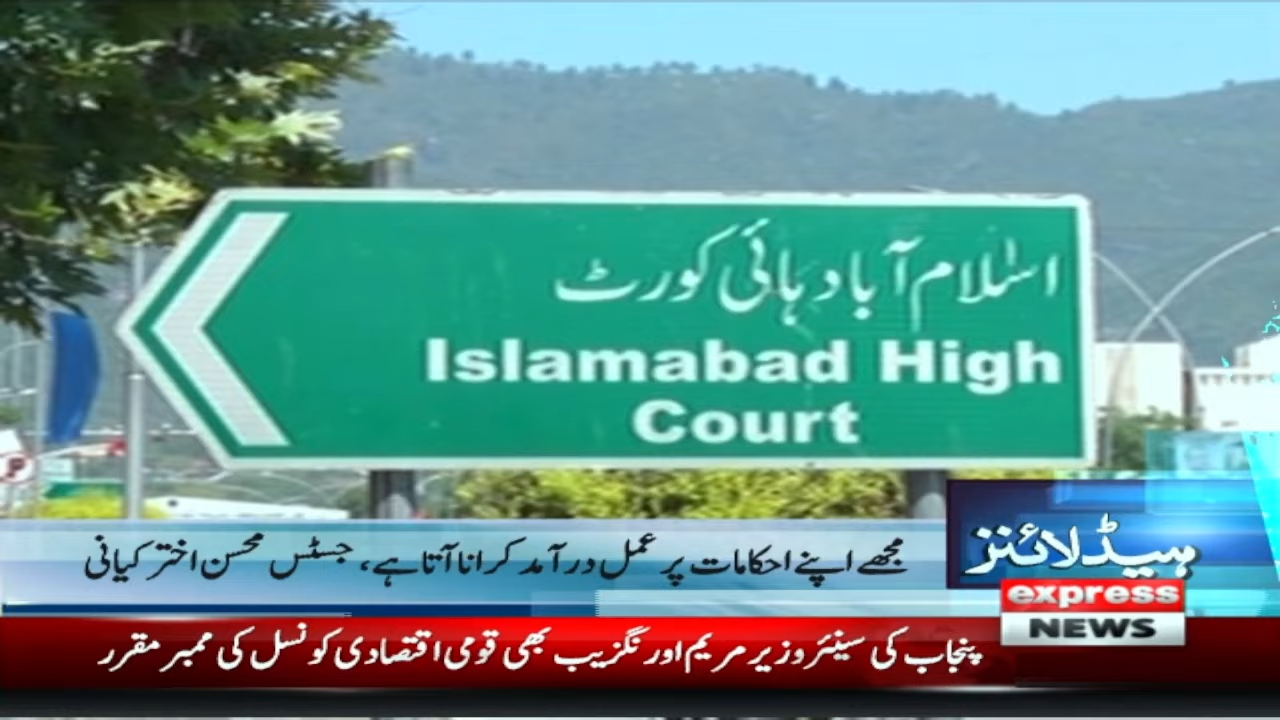 اسلام آباد ہائی کورٹ
Islamabad High
Court
ہیڈلائنز
مجھے اپنے احکامات پر عمل درآمد کرانا آتا ہے، جسٹس محسن اختر کیانی
express
NEWS
پنجاب کی سینئر وزیر مریم اورنگزیب بھی قومی اقتصادی کونسل کی ممبر مقرر